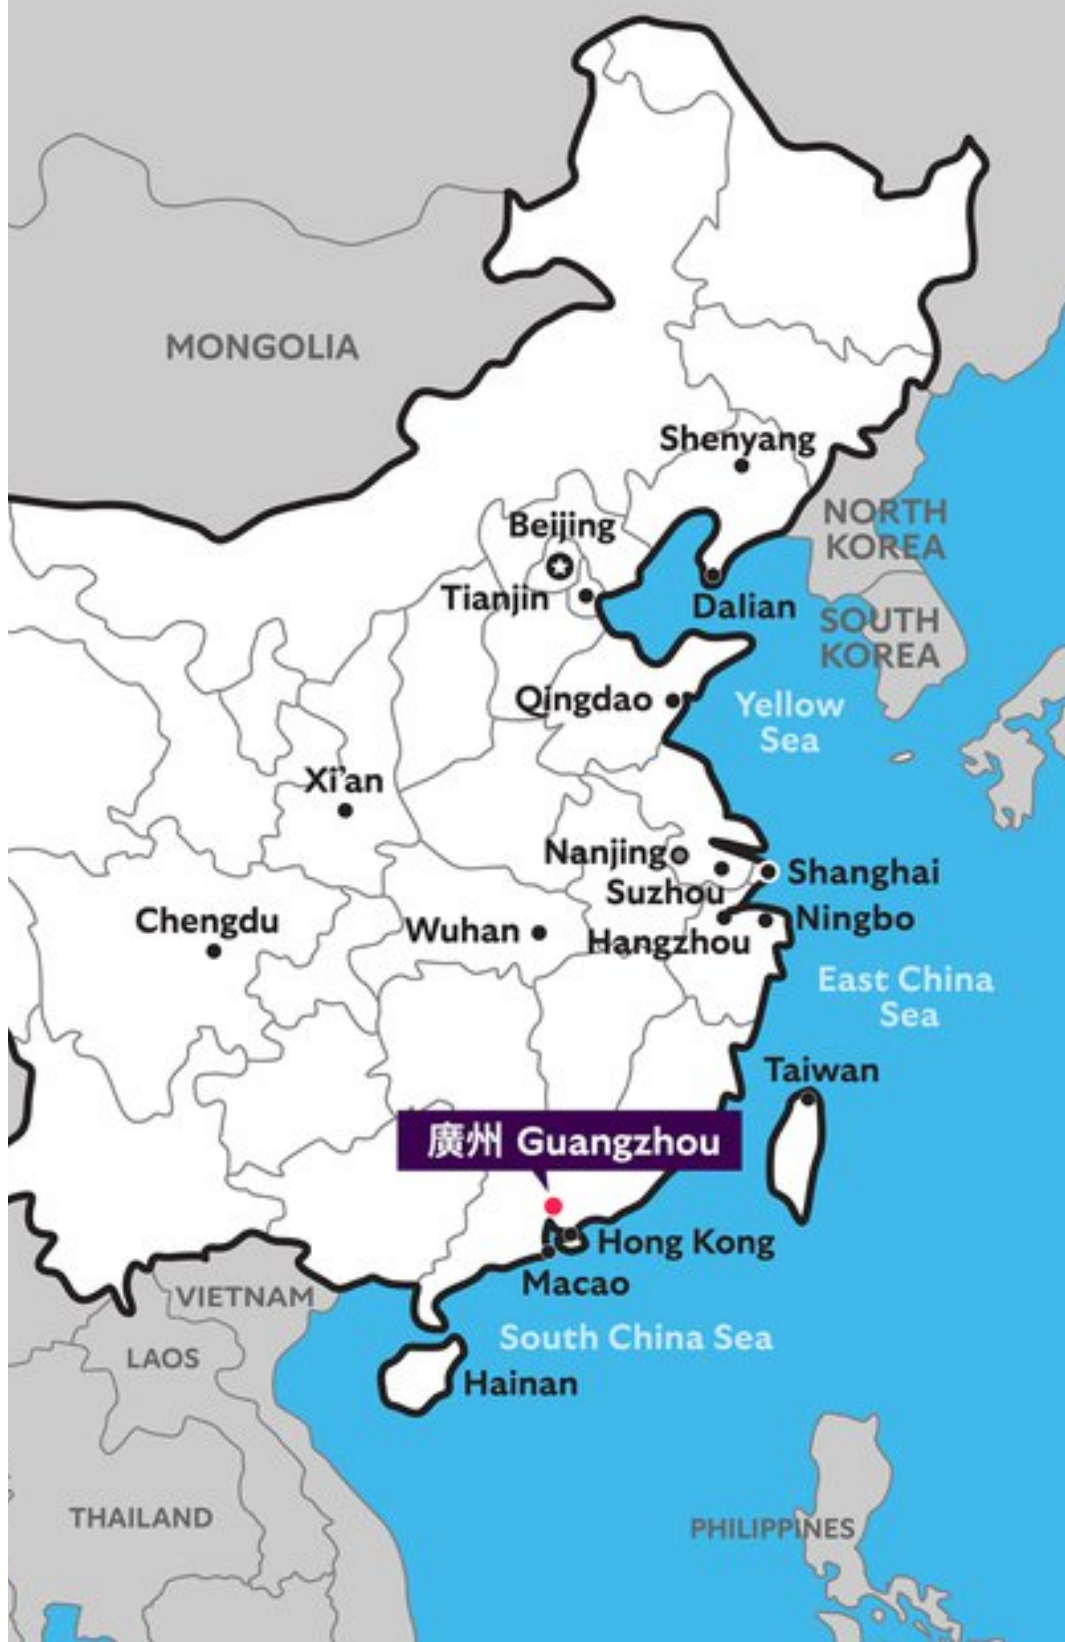 MONGOLIA
Shenyang
Beijing
NORTH
KOREA
Tianjin
Dalian
SOUTH
KOREA
Qingdao
Yellow
Sea
Xi'an
Nanjing
Shanghai
Suzhou
Chengdu
Wuhan
Ningbo
Hangzhou
East China
Sea
Taiwan
廣州 Guangzhou
Hong Kong
Macao
VIETNAM
South China Sea
LAOS
Hainan
THAILAND
PHILIPPINES